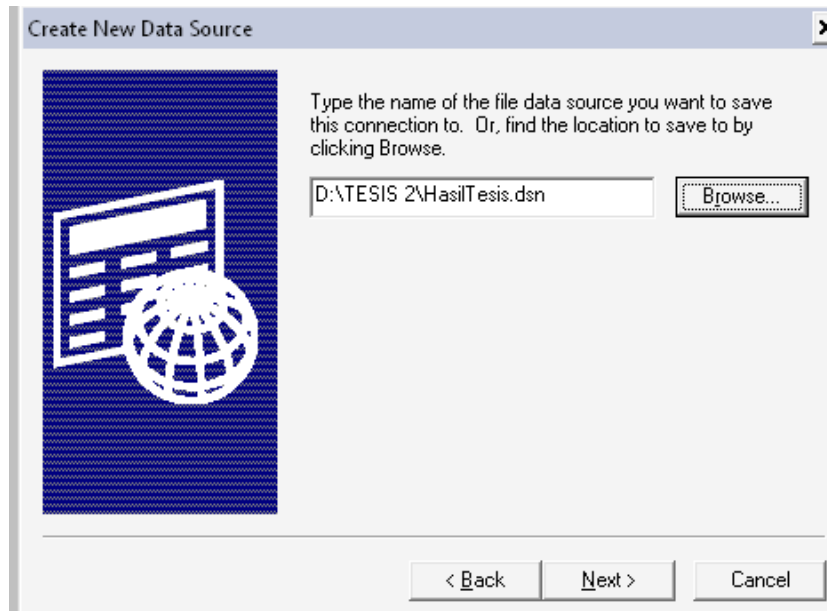 Create New Data Source
Type the name of the file data source you want to save
this connection to. Or, find the location to save to by
clicking Browse.
D:\TESIS 2\HasilTesis.dsn
Browse...
< Back
Next >
Cancel